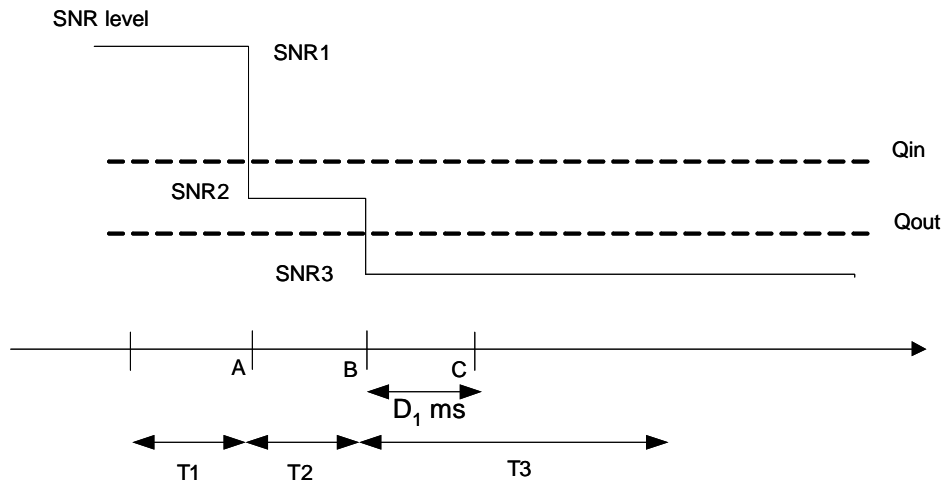 SNR level
SNR1
Qin
SNR2
Qout
SNR3
A
B
C
D₁ ms
T1
T2
T3